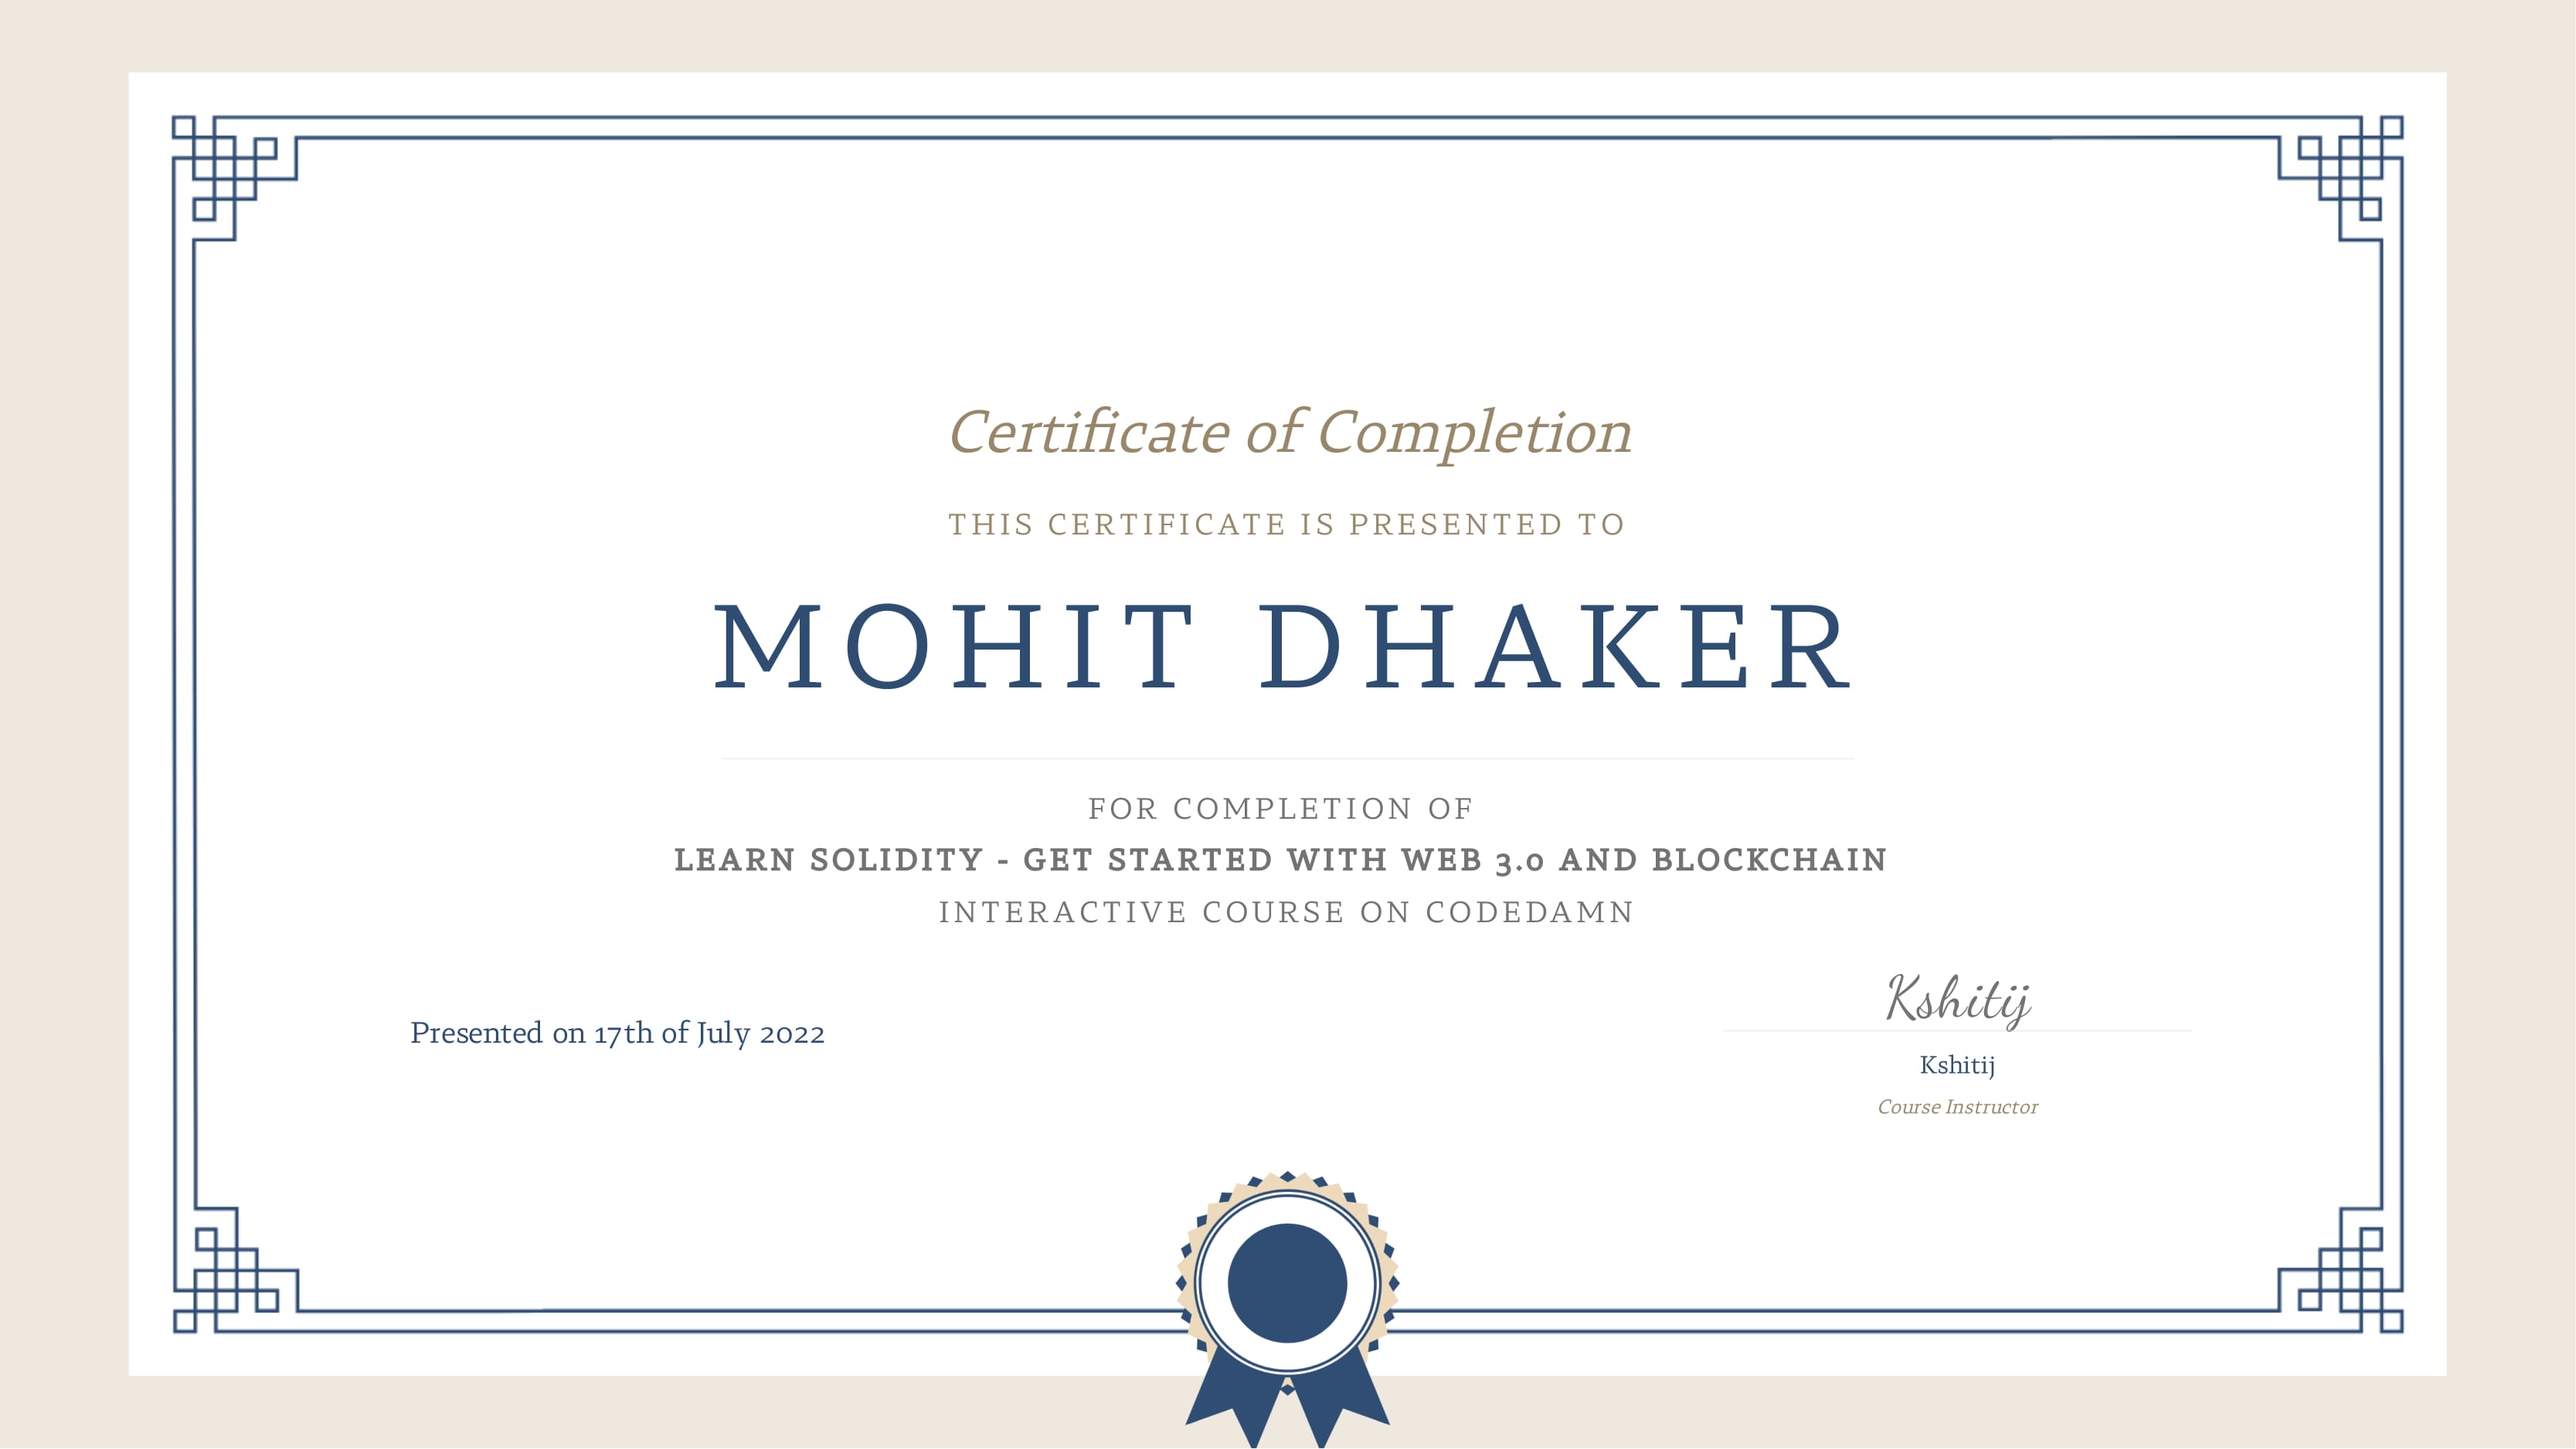 Certificate of Completion
THIS CERTIFICATE IS PRESENTED TO
MOHIT DHAKER
FOR COMPLETION OF
LEARN SOLIDITY - GET STARTED WITH WEB 3.0 AND BLOCKCHAIN
INTERACTIVE COURSE ON CODEDAMN
Presented on 17th of July 2022
Kshitij
Kshitij
Course Instructor